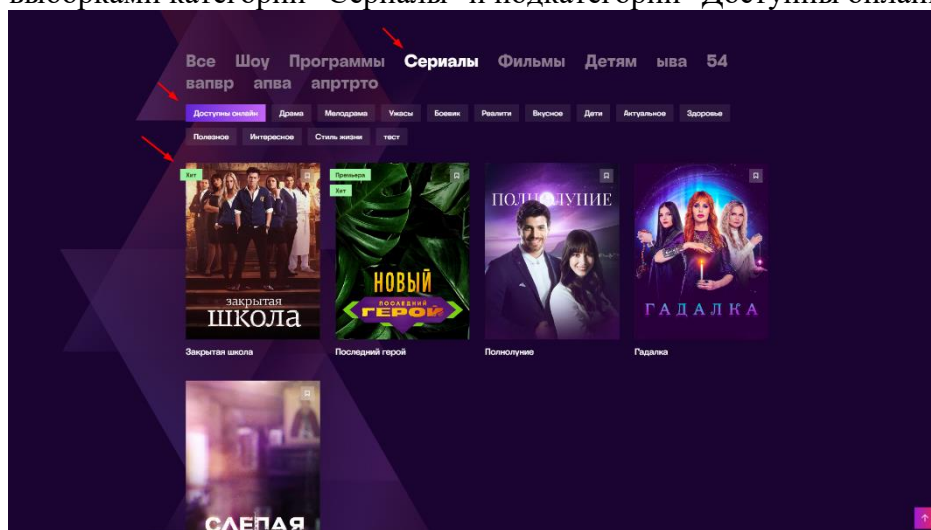 выборками категории "Сериалы" и подкатегории "Доступны онлайн
Все Шоу Программы Сериалы Фильмы Детям ыва 54
вапвр апва апртрто
Доступны онлайн Драма Мелодрама Ужасы Боевик Реалити Вкусное Дети Актуальное Здоровье
Полезное Интересное Стиль жизни тест
Хит
Премьера
Хит
закрытая
школа
НОВЫЙ
ПОСЛЕДНИЙ
ГЕРОЙ
ПОЛНОЛУНИЕ
ГАДАЛКА
Закрытая школа Последний герой Полнолуние Гадалка
СЛЕПАЯ